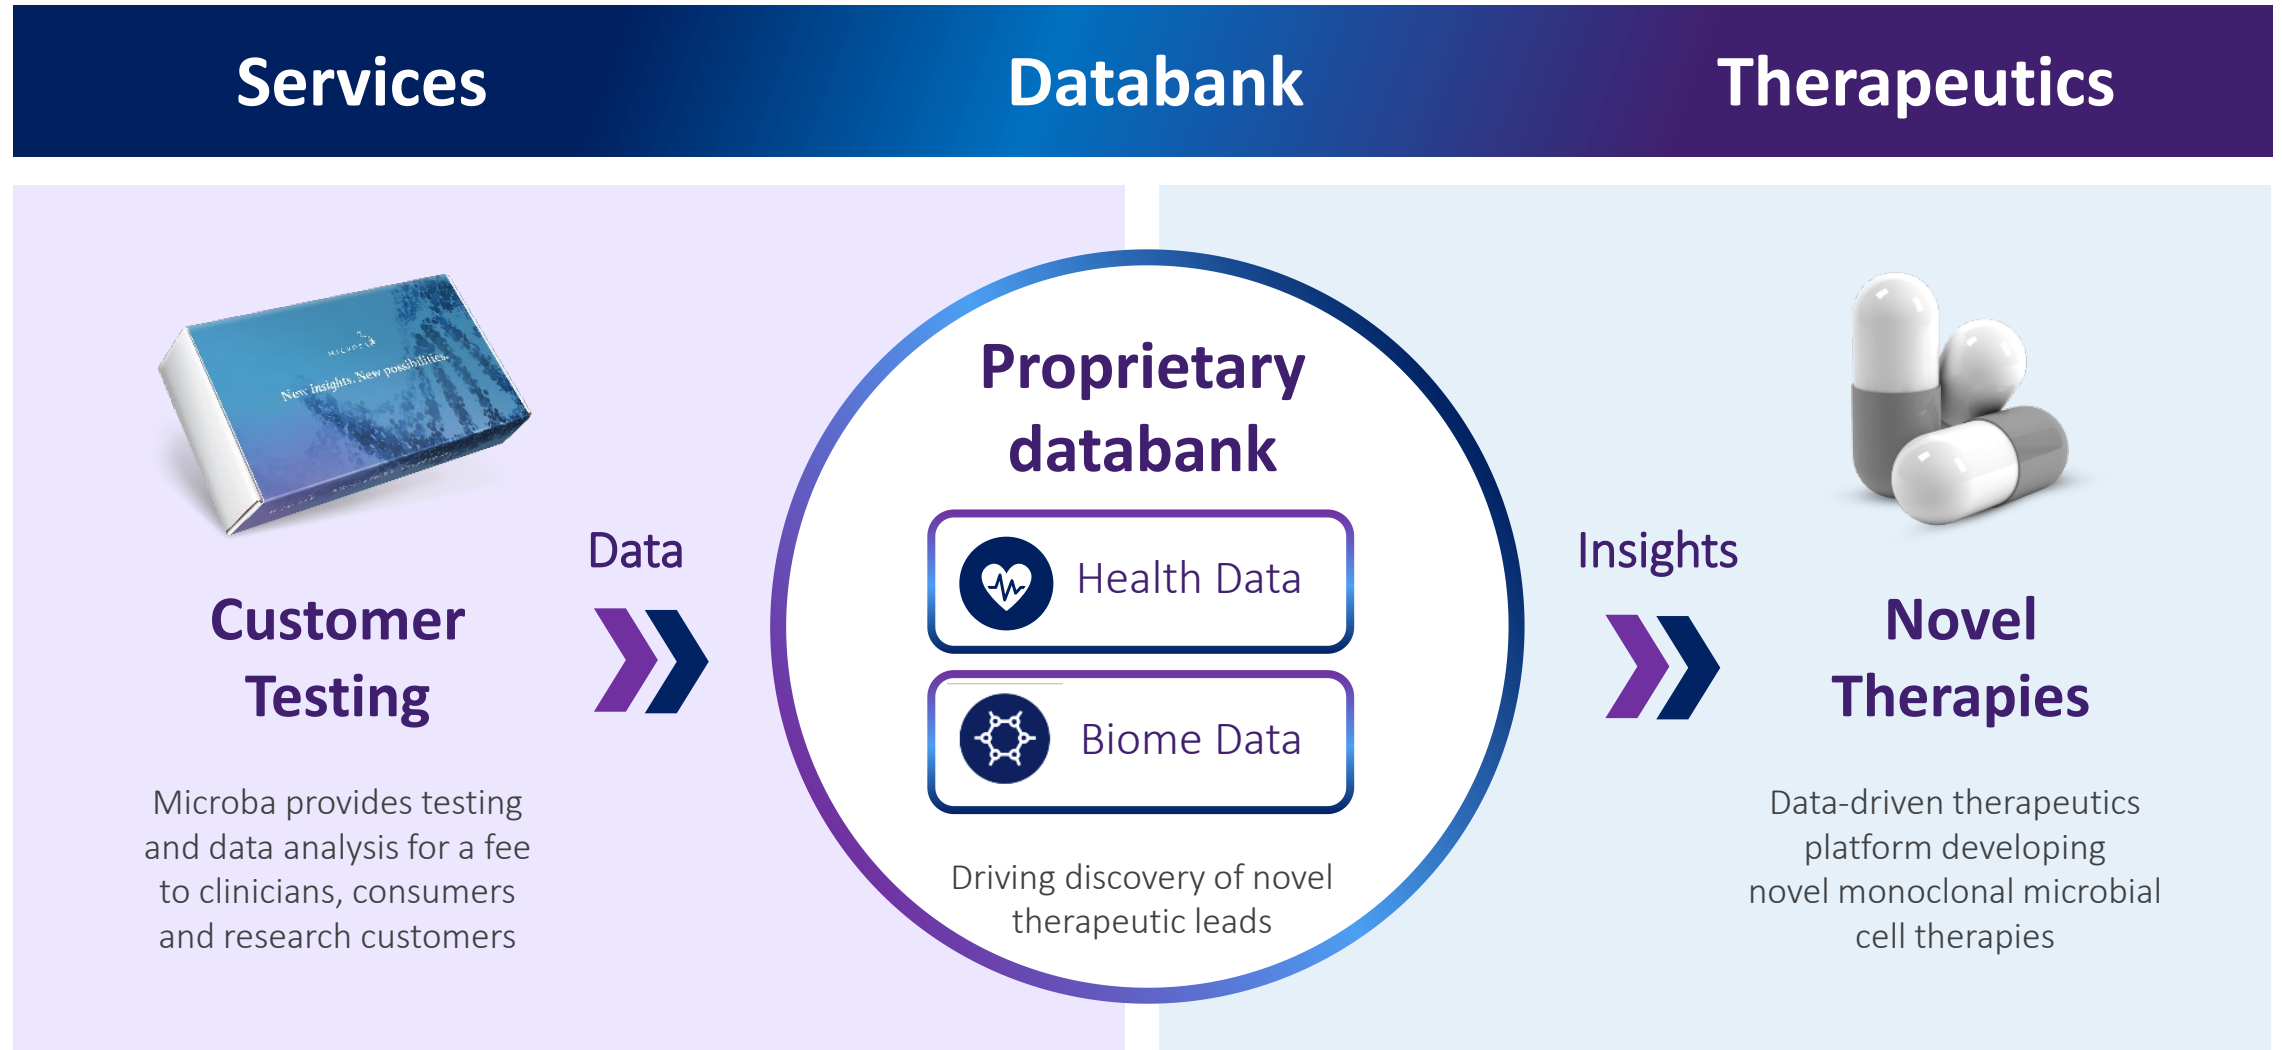 Services
Databank
Therapeutics
New insights. New possibilities.
Customer
Testing
Microba provides testing
and data analysis for a fee
to clinicians, consumers
and research customers
Data
Proprietary
databank
Health Data
Biome Data
Driving discovery of novel
therapeutic leads
Insights
Novel
Therapies
Data-driven therapeutics
platform developing
novel monoclonal microbial
cell therapies